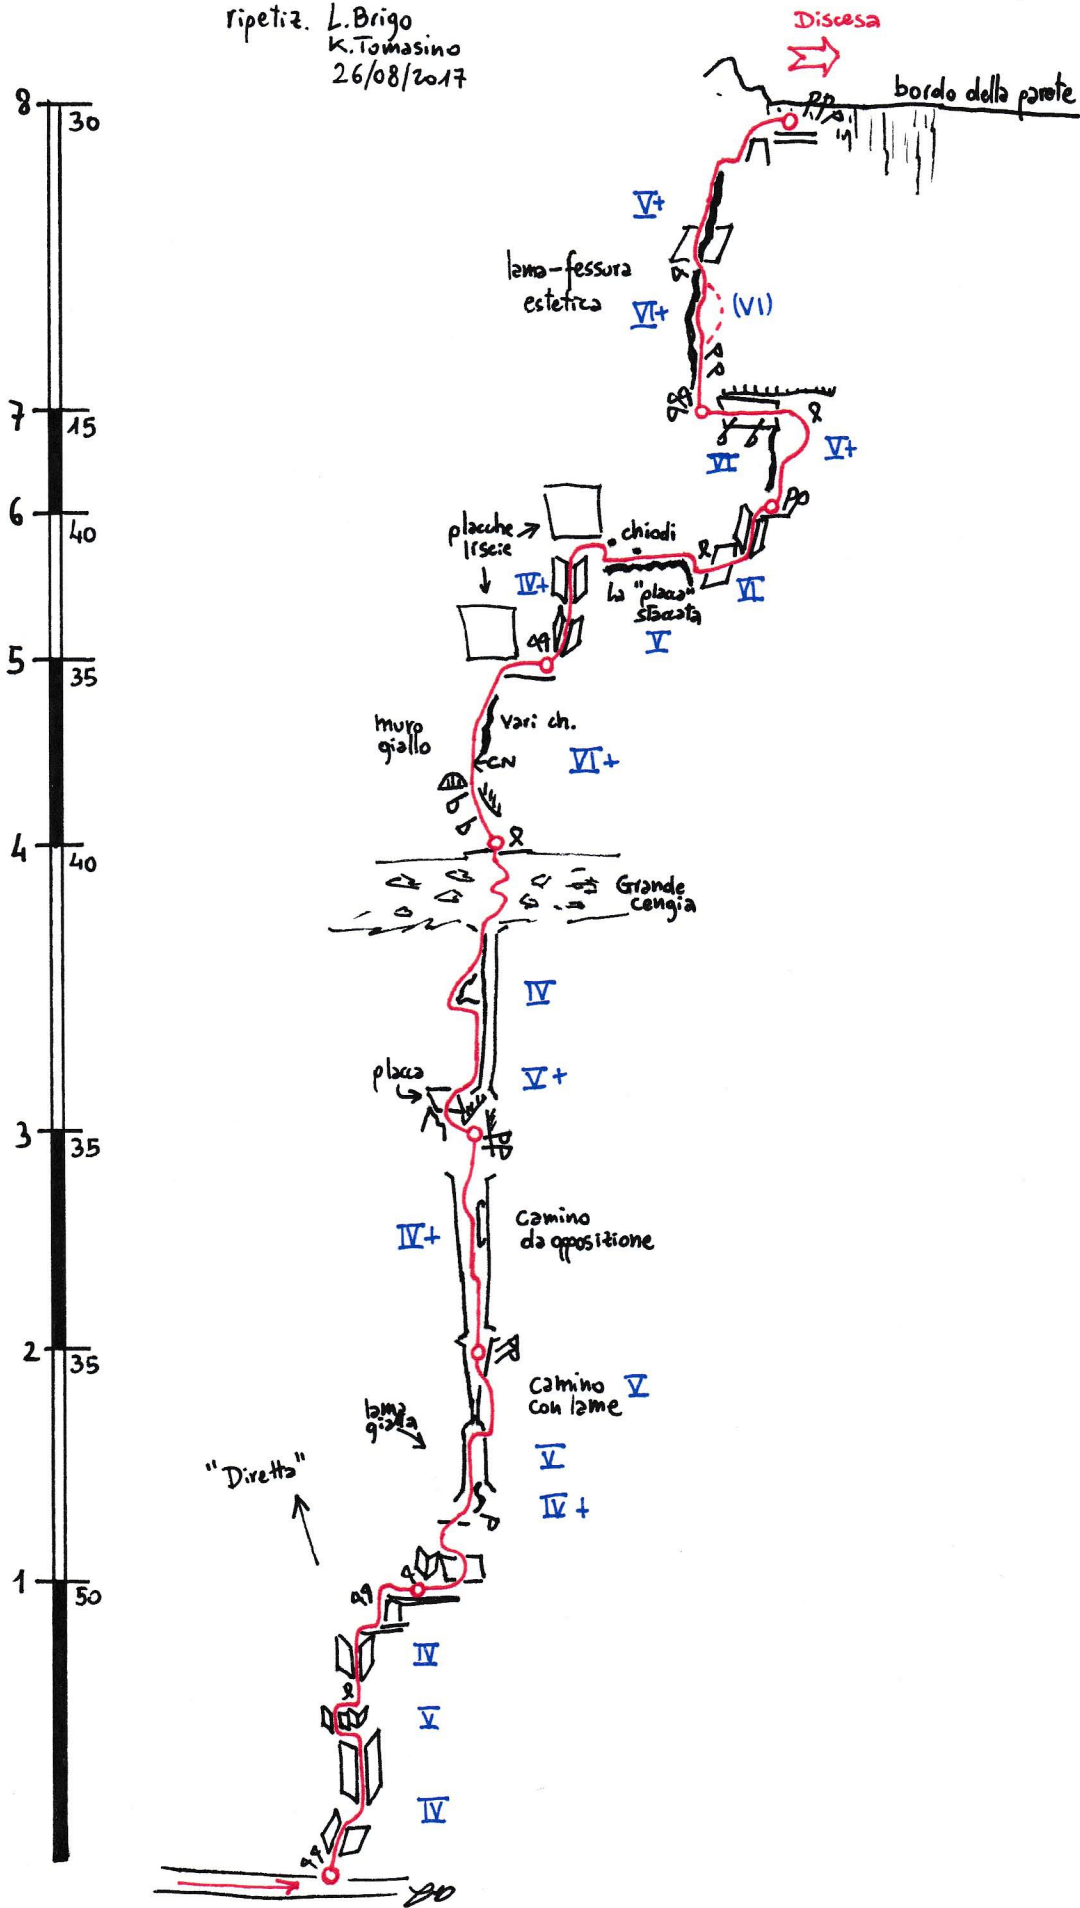 ripetiz. L.Brigo
K.Tomasino
26/08/2017
Discesa
bordo della parete
8
30
V+
lama-fessura
estetica
VI+
(VI)
7
15
VI
V+
6
40
placche
liscie
chiodi
IV+
La "placca"
staccata
VI
V
5
35
muro
giallo
vari ch.
CN
VI+
4
40
Grande
cengia
IV
placca
V+
3
35
IV+
Camino
da opposizione
2
35
Camino
con lame
V
lama
gialla
V
"Diretta"
IV+
1
50
IV
V
IV